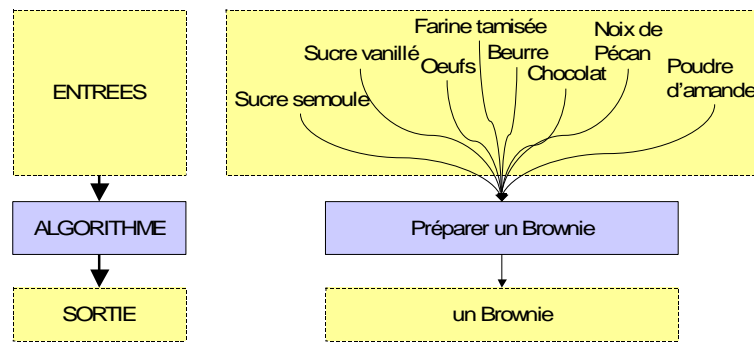 ENTREES
Farine tamisée
Noix de
Pécan
Sucre vanillé
Oeufs
Beurre
Chocolat
Poudre
d'amande
Sucre semoule
ALGORITHME
Préparer un Brownie
SORTIE
un Brownie